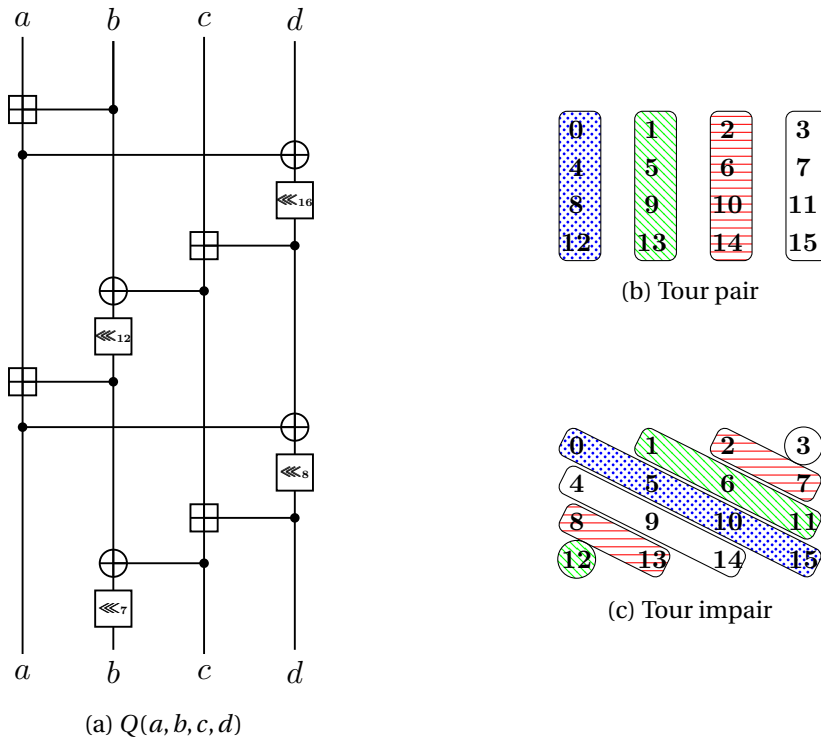 a b c d
⋘16
⋘12
⋘8
⋘7
a b c d
(a) Q(a, b, c, d)
0 1 2 3
4 5 6 7
8 9 10 11
12 13 14 15
(b) Tour pair
0 1 2 3
4 5 6 7
8 9 10 11
12 13 14 15
(c) Tour impair